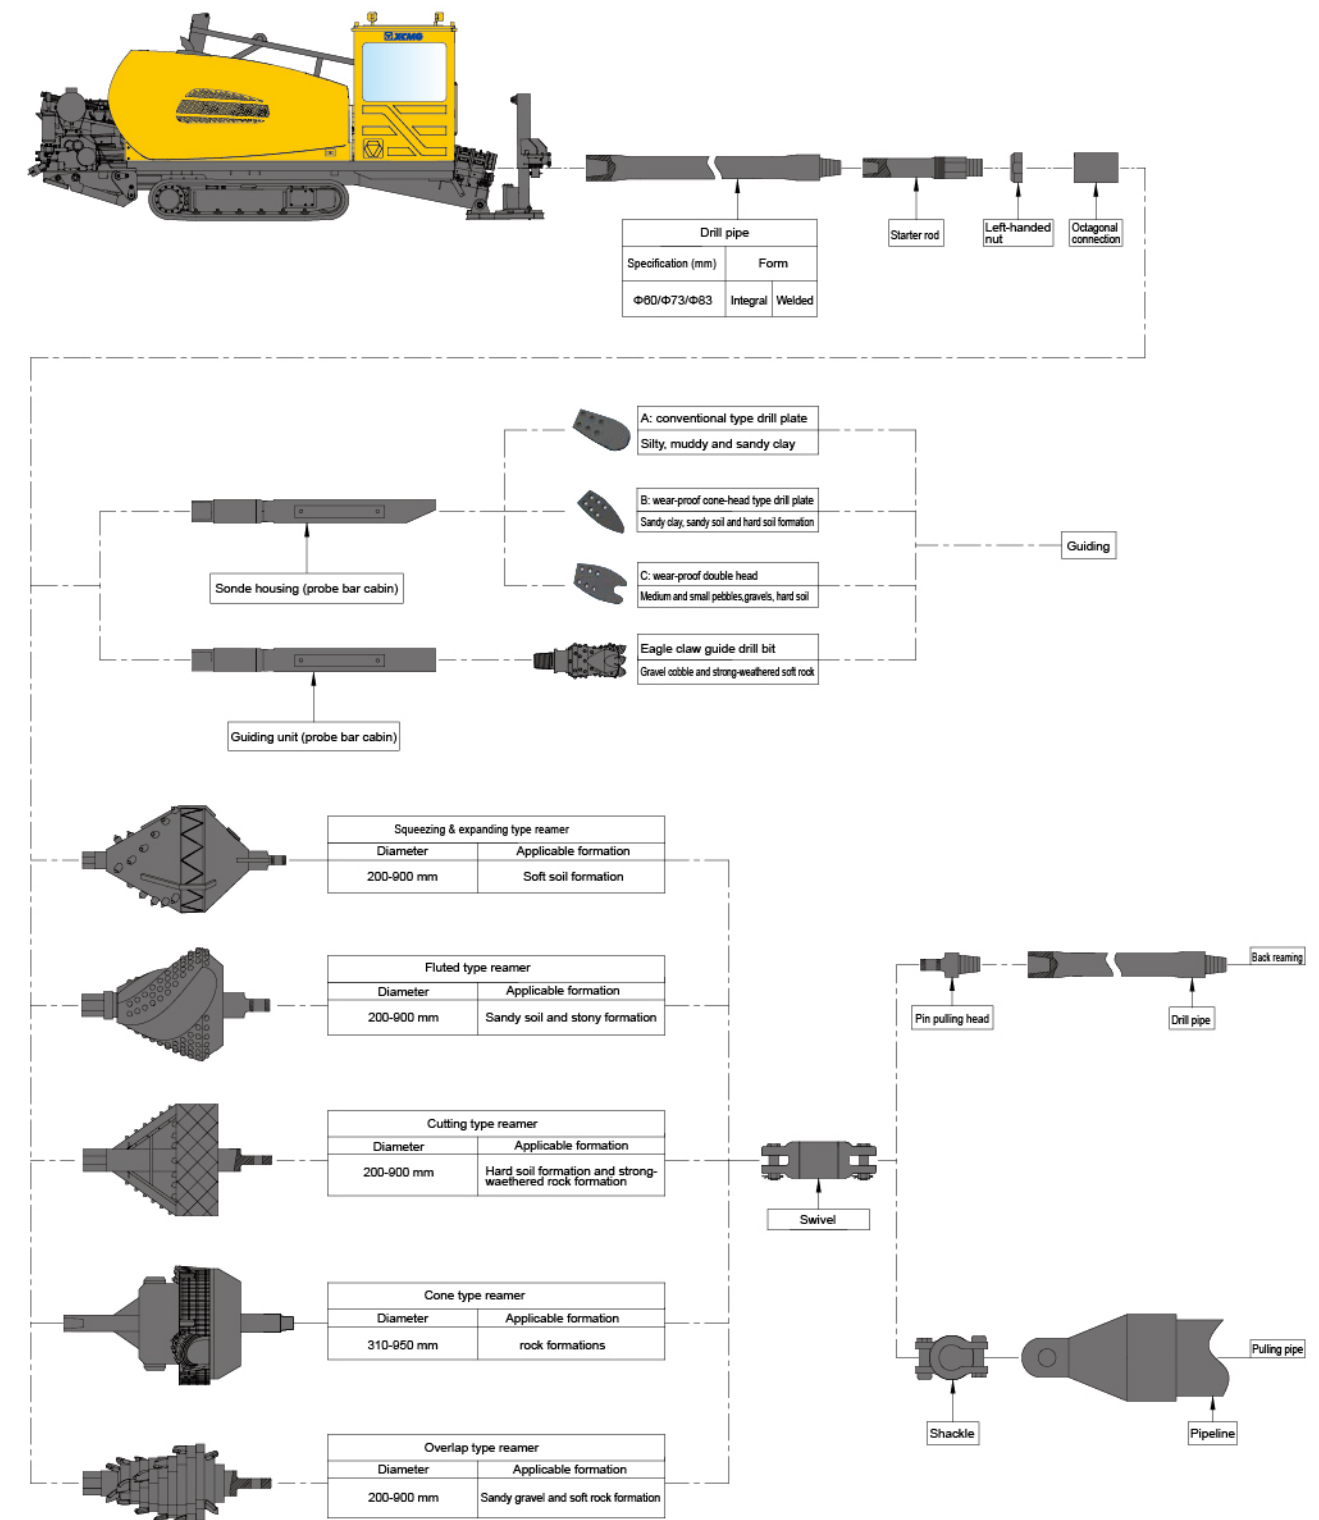 XCMG
Drill pipe
Specification (mm)
Form
Φ60/Φ73/Φ83
Integral
Welded
Starter rod
Left-handed
nut
Octagonal
connection
A: conventional type drill plate
Silty, muddy and sandy clay
B: wear-proof cone-head type drill plate
Sandy clay, sandy soil and hard soil formation
Guiding
C: wear-proof double head
Medium and small pebbles,gravels, hard soil
Sonde housing (probe bar cabin)
Eagle claw guide drill bit
Gravel cobble and strong-weathered soft rock
Guiding unit (probe bar cabin)
Squeezing & expanding type reamer
Diameter
Applicable formation
200-900 mm
Soft soil formation
Fluted type reamer
Diameter
Applicable formation
200-900 mm
Sandy soil and stony formation
Back reaming
Pin pulling head
Drill pipe
Cutting type reamer
Diameter
Applicable formation
200-900 mm
Hard soil formation and strong-
waethered rock formation
Swivel
Cone type reamer
Diameter
Applicable formation
310-950 mm
rock formations
Pulling pipe
Shackle
Pipeline
Overlap type reamer
Diameter
Applicable formation
200-900 mm
Sandy gravel and soft rock formation